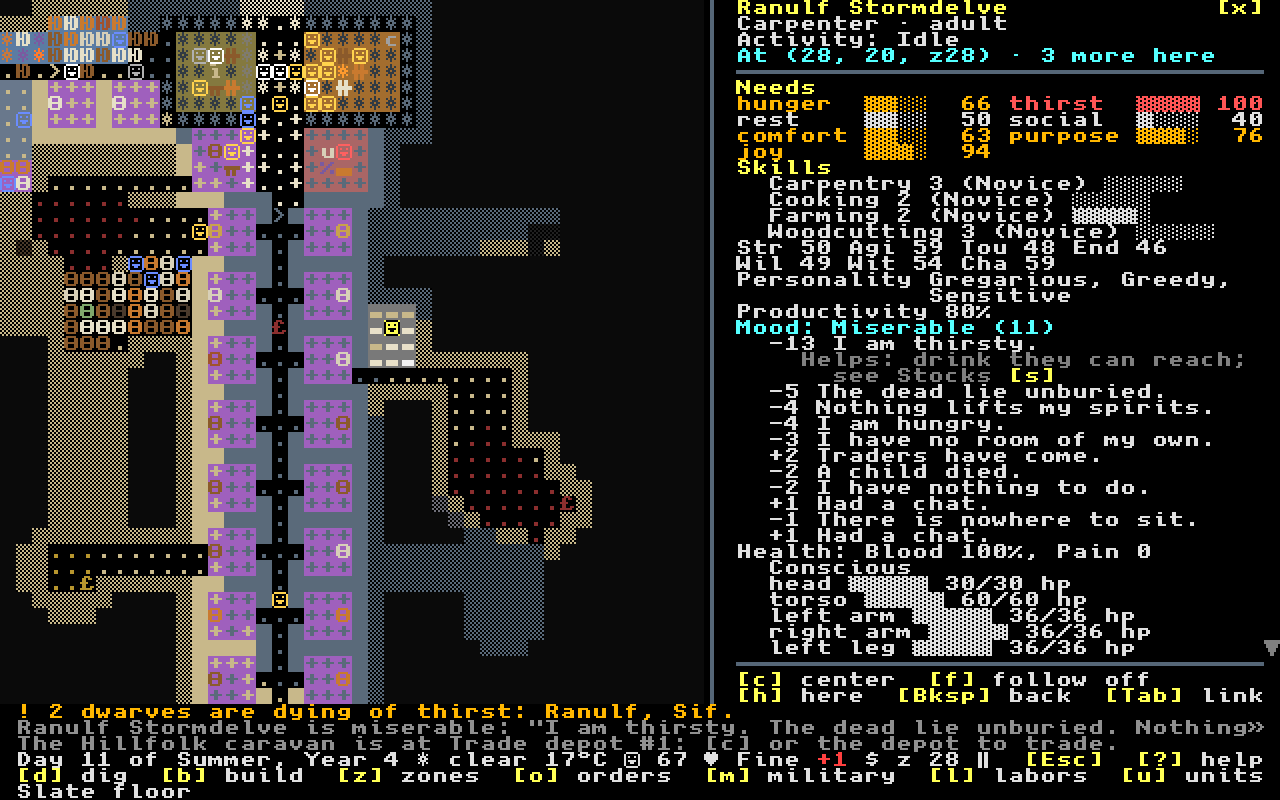 Ranulf Stormdelve [x]
Carpenter · adult
Activity: Idle
At (28, 20, z28) · 3 more here
Needs
hunger 66 thirst 100
rest 50 social 40
comfort 63 purpose 76
joy 94
Skills
Carpentry 3 (Novice)
Cooking 2 (Novice)
Farming 2 (Novice)
Woodcutting 3 (Novice)
Str 50 Agi 59 Tou 48 End 46
Wil 49 Wit 54 Cha 59
Personality Gregarious, Greedy,
Sensitive
Productivity 80%
Mood: Miserable (11)
-13 I am thirsty.
Helps: drink they can reach;
see Stocks [s]
-5 The dead lie unburied.
-4 Nothing lifts my spirits.
-4 I am hungry.
-3 I have no room of my own.
+2 Traders have come.
-2 A child died.
-2 I have nothing to do.
+1 Had a chat.
-1 There is nowhere to sit.
+1 Had a chat.
Health: Blood 100%, Pain 0
Conscious
head 30/30 hp
torso 60/60 hp
left arm 36/36 hp
right arm 36/36 hp
left leg 36/36 hp
[c] center [f] follow off
[h] here [Bksp] back [Tab] link
! 2 dwarves are dying of thirst: Ranulf, Sif.
Ranulf Stormdelve is miserable: "I am thirsty. The dead lie unburied. Nothing»
The Hillfolk caravan is at Trade depot #1: [c] or the depot to trade.
Day 11 of Summer, Year 4 * clear 17°C ☺ 67 ♥ Fine +1 $ z 28 ‖ [Esc] [?] help
[d] dig [b] build [z] zones [o] orders [m] military [l] labors [u] units
Slate floor